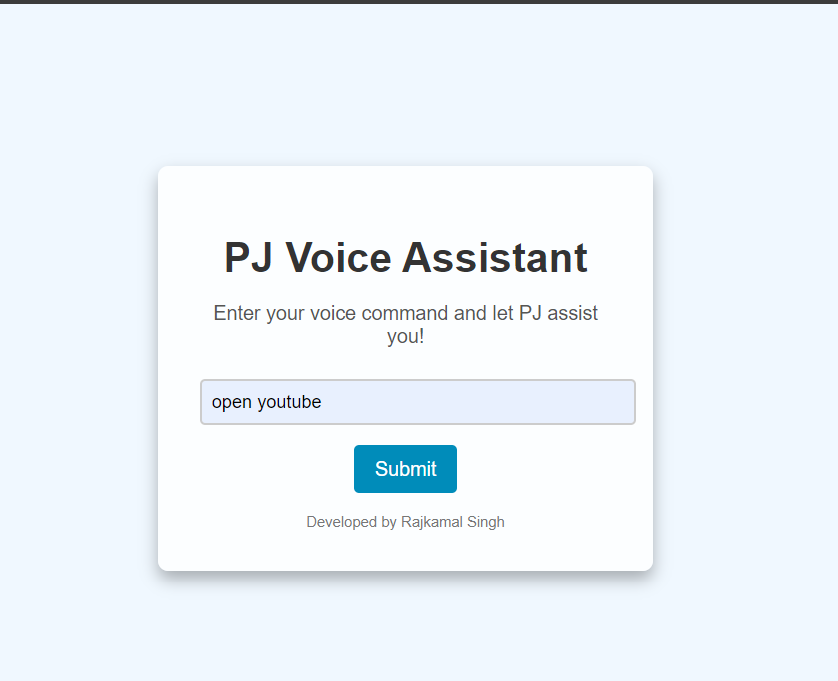 PJ Voice Assistant
Enter your voice command and let PJ assist
you!
open youtube
Submit
Developed by Rajkamal Singh